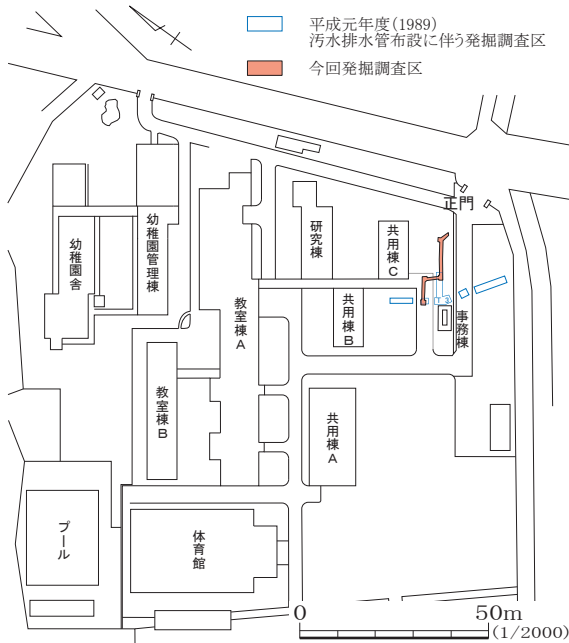 平成元年度(1989)
汚水排水管布設に伴う発掘調査区
今回発掘調査区
正門
研究棟
共用棟C
幼稚園管理棟
幼稚園舎
教室棟A
共用棟B
事務棟
教室棟B
共用棟A
プール
体育館
0 50m
(1/2000)